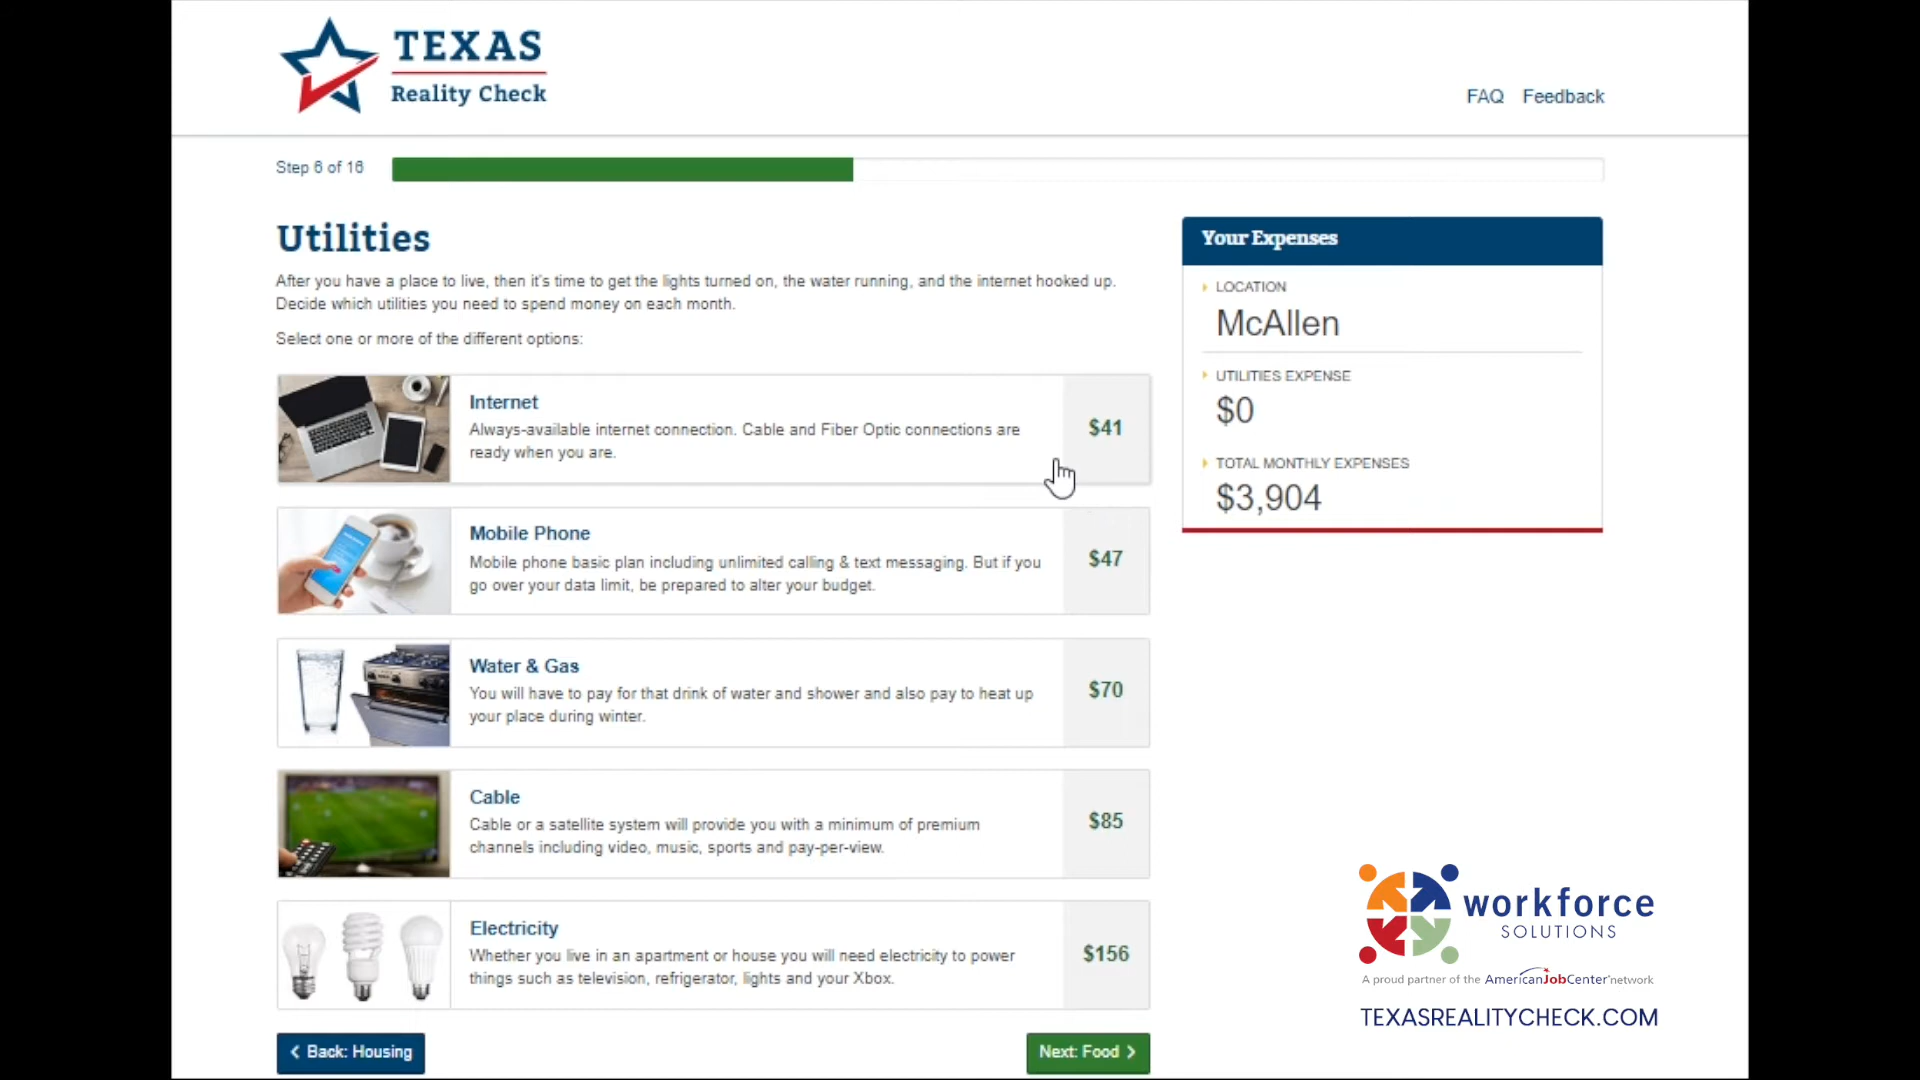 TEXAS
Reality Check
FAQ Feedback
Step 6 of 16
Utilities
After you have a place to live, then it's time to get the lights turned on, the water running, and the internet hooked up.
Decide which utilities you need to spend money on each month.
Select one or more of the different options:
Internet
Always-available internet connection. Cable and Fiber Optic connections are
ready when you are.
$41
Mobile Phone
Mobile phone basic plan including unlimited calling & text messaging. But if you
go over your data limit, be prepared to alter your budget.
$47
Water & Gas
You will have to pay for that drink of water and shower and also pay to heat up
your place during winter.
$70
Cable
Cable or a satellite system will provide you with a minimum of premium
channels including video, music, sports and pay-per-view.
$85
Electricity
Whether you live in an apartment or house you will need electricity to power
things such as television, refrigerator, lights and your Xbox.
$156
Back: Housing
Next: Food
Your Expenses
LOCATION
McAllen
UTILITIES EXPENSE
$0
TOTAL MONTHLY EXPENSES
$3,904
workforce
SOLUTIONS
A proud partner of the AmericanJobCenter network
TEXASREALITYCHECK.COM